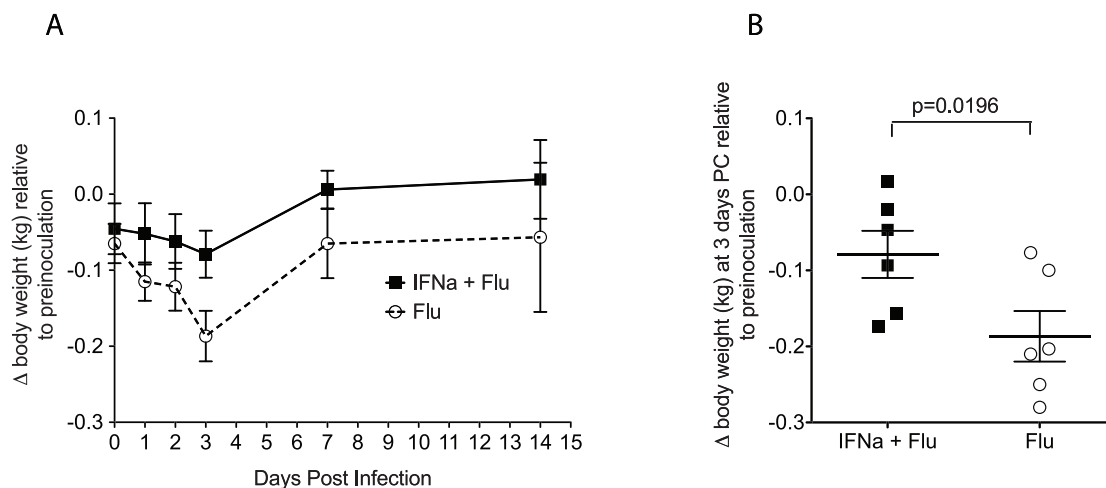 A
Δ body weight (kg) relative
to preinoculation
0.1
0.0
-0.1
-0.2
-0.3
0 1 2 3 4 5 6 7 8 9 10 11 12 13 14 15
Days Post Infection
IFNa + Flu
Flu
B
Δ body weight (kg) at 3 days PC relative
to preinoculation
0.1
0.0
-0.1
-0.2
-0.3
p=0.0196
IFNa + Flu
Flu